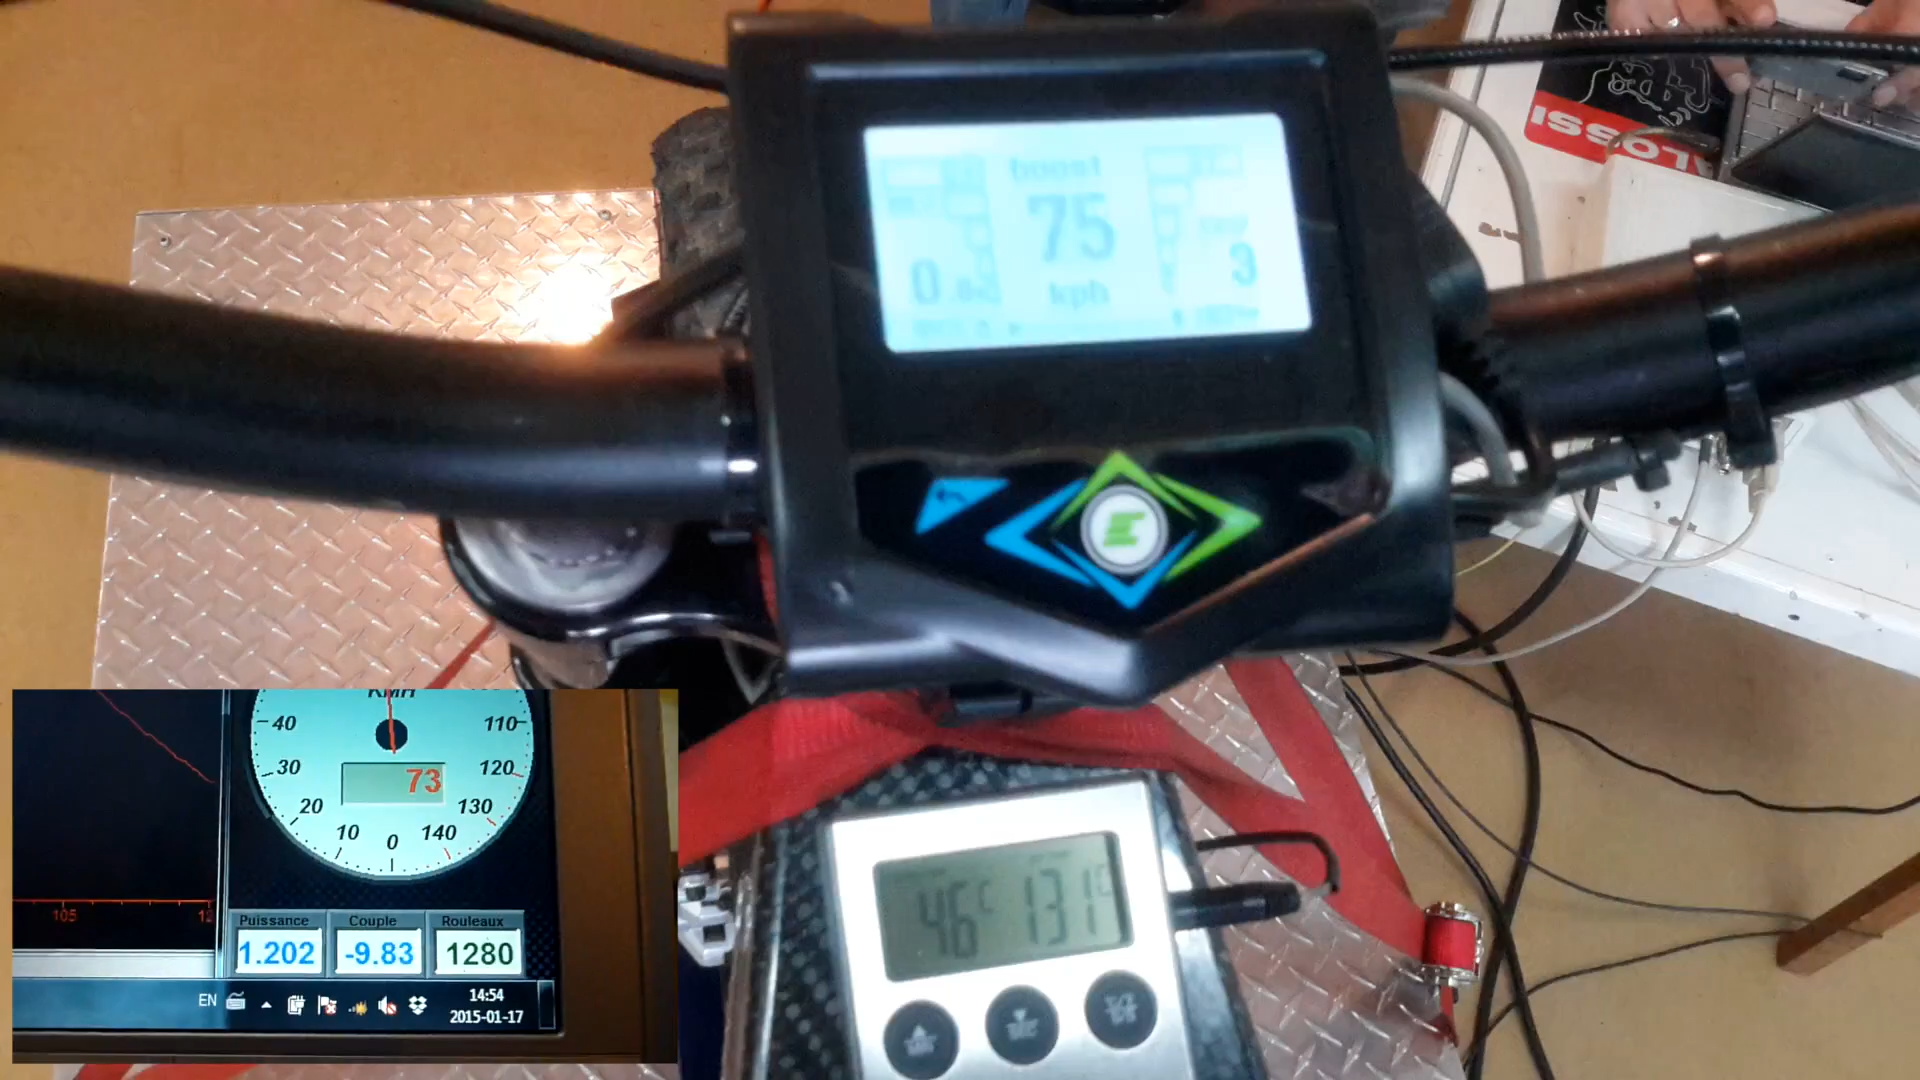 boost
75
kph
0
3
LOSSI
KMH
40
110
30
120
73
20
130
10
140
0
105
Puissance
Couple
Rouleaux
1.202
-9.83
1280
EN
14:54
2015-01-17
46°C
131°C